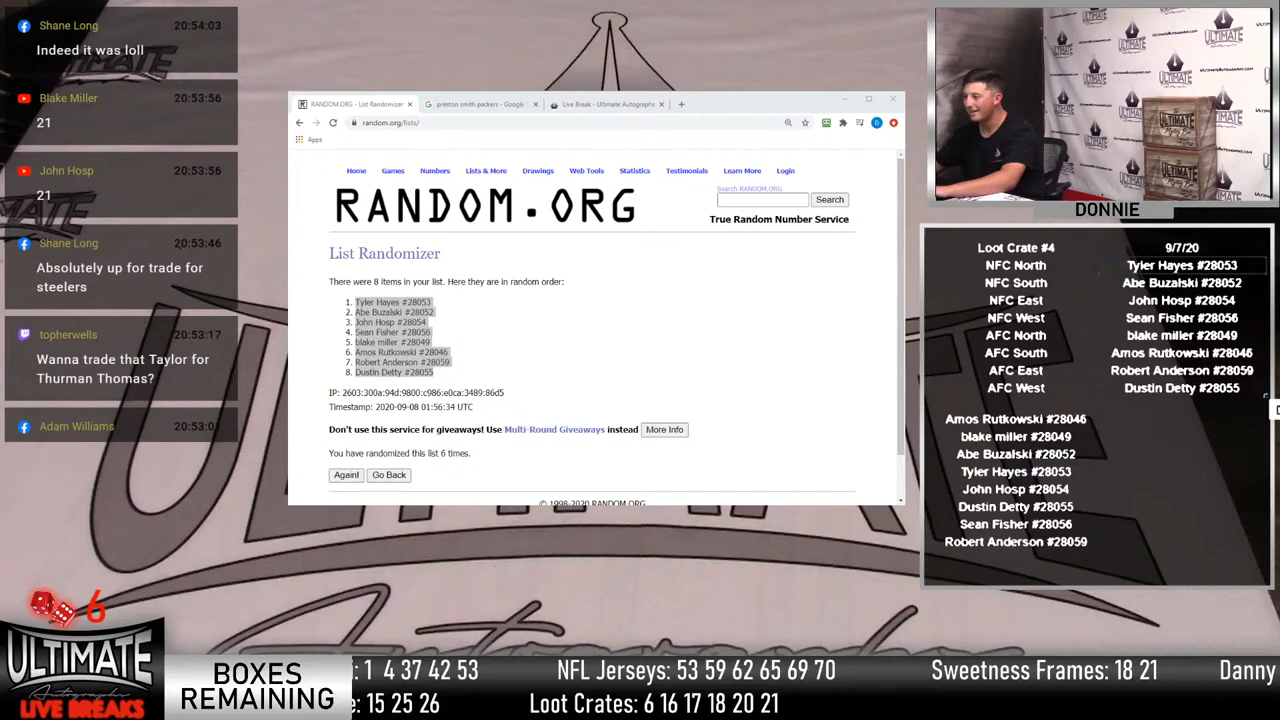 Shane Long 20:54:03
Indeed it was loll
Blake Miller 20:53:56
21
John Hosp 20:53:56
21
Shane Long 20:53:46
Absolutely up for trade for
steelers
topherwells 20:53:17
Wanna trade that Taylor for
Thurman Thomas?
Adam Williams
RANDOM.ORG - List Randomizer
preston smith packers - Google
Live Break - Ultimate Autographs
random.org/lists/
Apps
Home Games Numbers Lists & More Drawings Web Tools Statistics Testimonials Learn More Login
RANDOM.ORG
Search RANDOM.ORG
Search
True Random Number Service
List Randomizer
There were 8 items in your list. Here they are in random order:
1. Tyler Hayes #28053
2. Abe Buzalski #28052
3. John Hosp #28054
4. Sean Fisher #28056
5. blake miller #28049
6. Amos Rutkowski #28046
7. Robert Anderson #28059
8. Dustin Detty #28055
IP: 2603:300a:94d:9800:c986:e0ca:3489:86d5
Timestamp: 2020-09-08 01:56:34 UTC
Don't use this service for giveaways! Use Multi-Round Giveaways instead More Info
You have randomized this list 6 times.
Again! Go Back
© 1998-2020 RANDOM.ORG
ULTIMATE
DONNIE
Loot Crate #4 9/7/20
NFC North Tyler Hayes #28053
NFC South Abe Buzalski #28052
NFC East John Hosp #28054
NFC West Sean Fisher #28056
AFC North blake miller #28049
AFC South Amos Rutkowski #28046
AFC East Robert Anderson #28059
AFC West Dustin Detty #28055
Amos Rutkowski #28046
blake miller #28049
Abe Buzalski #28052
Tyler Hayes #28053
John Hosp #28054
Dustin Detty #28055
Sean Fisher #28056
Robert Anderson #28059
6
ULTIMATE
Autographs
LIVE BREAKS
BOXES
REMAINING
: 1 4 37 42 53 NFL Jerseys: 53 59 62 65 69 70 Sweetness Frames: 18 21 Danny
e: 15 25 26 Loot Crates: 6 16 17 18 20 21